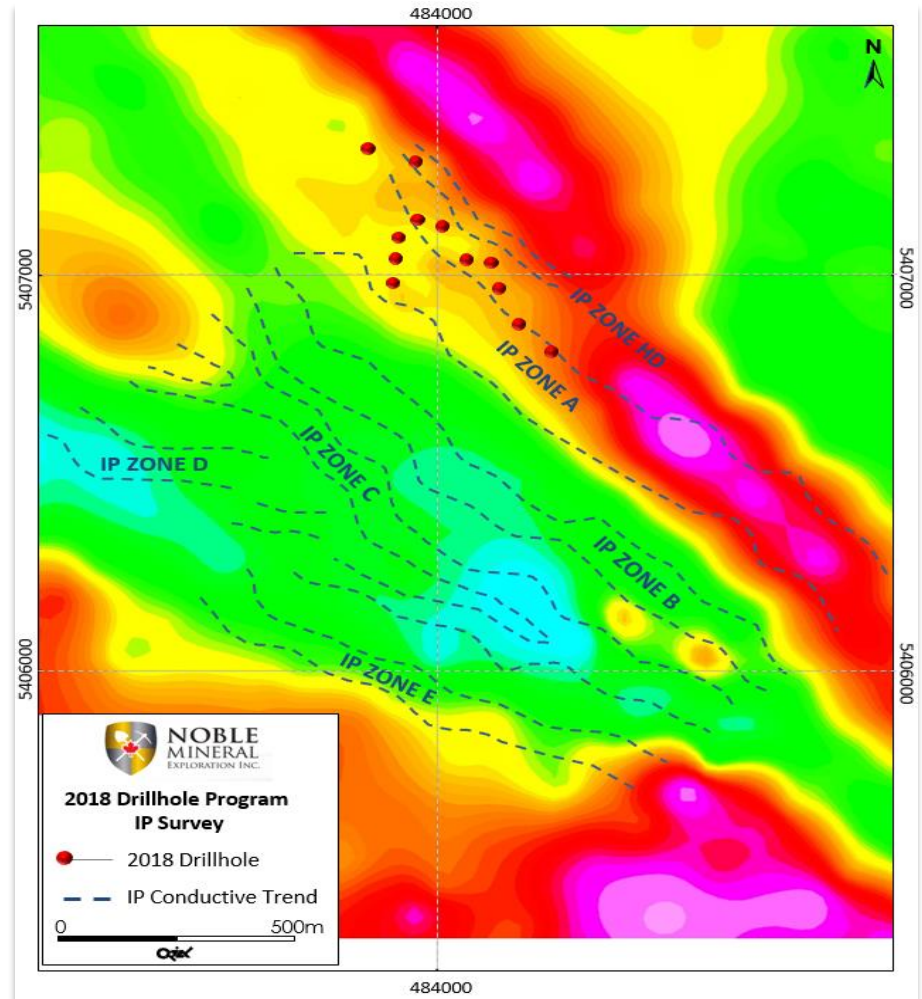 484000
N
5407000
5407000
IP ZONE HD
IP ZONE A
IP ZONE C
IP ZONE D
IP ZONE B
IP ZONE E
5406000
5406000
NOBLE
MINERAL
EXPLORATION INC.
2018 Drillhole Program
IP Survey
2018 Drillhole
IP Conductive Trend
0 500m
484000